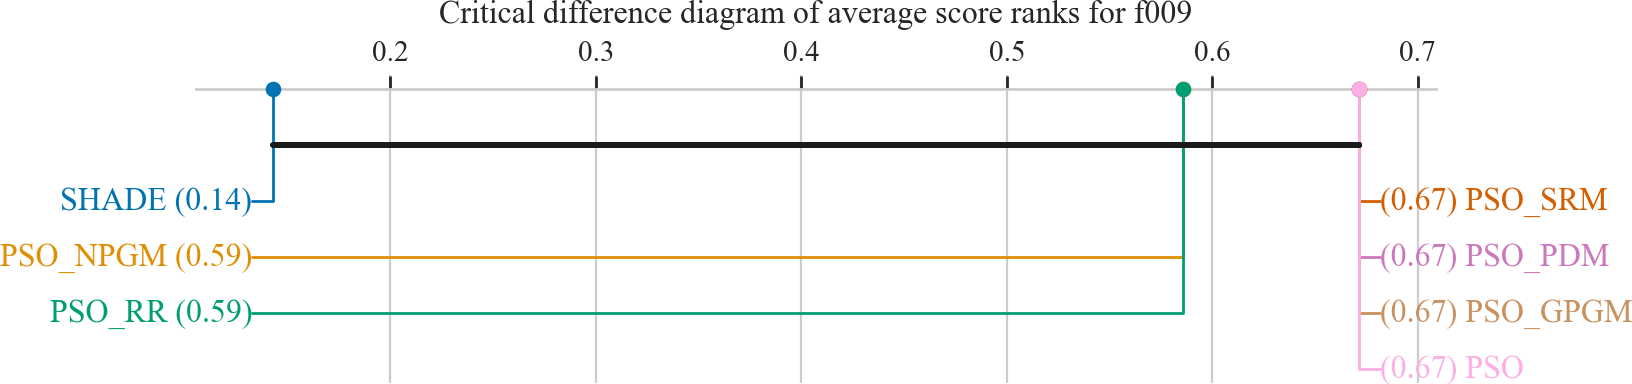 Critical difference diagram of average score ranks for f009
0.2 0.3 0.4 0.5 0.6 0.7
SHADE (0.14) (0.67) PSO_SRM
PSO_NPGM (0.59) (0.67) PSO_PDM
PSO_RR (0.59) (0.67) PSO_GPGM
(0.67) PSO